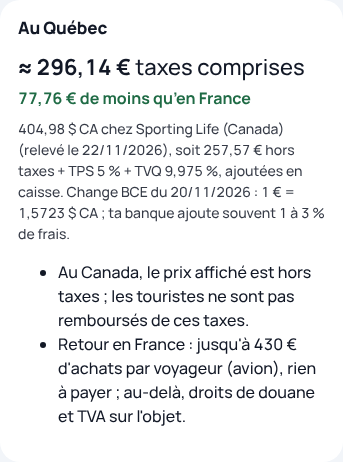 Au Québec
≈ 296,14 € taxes comprises
77,76 € de moins qu'en France
404,98 $ CA chez Sporting Life (Canada)
(relevé le 22/11/2026), soit 257,57 € hors
taxes + TPS 5 % + TVQ 9,975 %, ajoutées en
caisse. Change BCE du 20/11/2026 : 1 € =
1,5723 $ CA ; ta banque ajoute souvent 1 à 3 %
de frais.
• Au Canada, le prix affiché est hors
taxes ; les touristes ne sont pas
remboursés de ces taxes.
• Retour en France : jusqu'à 430 €
d'achats par voyageur (avion), rien
à payer ; au-delà, droits de douane
et TVA sur l'objet.